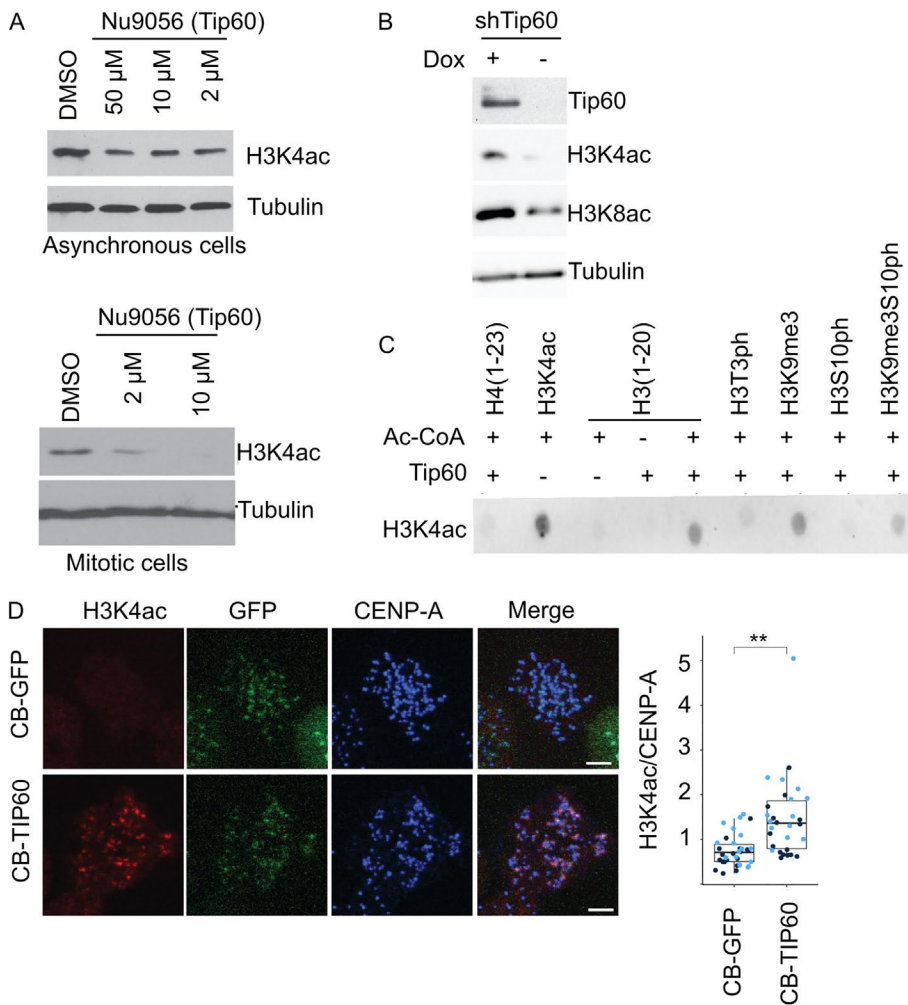 A
Nu9056 (Tip60)
DMSO
50 µM
10 µM
2 µM
H3K4ac
Tubulin
Asynchronous cells
Nu9056 (Tip60)
DMSO
2 µM
10 µM
H3K4ac
Tubulin
Mitotic cells
B
shTip60
Dox + -
Tip60
H3K4ac
H3K8ac
Tubulin
C
H4(1-23)
H3K4ac
H3(1-20)
H3T3ph
H3K9me3
H3S10ph
H3K9me3S10ph
Ac-CoA + + + - + + + + +
Tip60 + - - + + + + + +
H3K4ac
D
H3K4ac GFP CENP-A Merge
CB-GFP
CB-TIP60
**
H3K4ac/CENP-A
5
3
2
1
CB-GFP
CB-TIP60